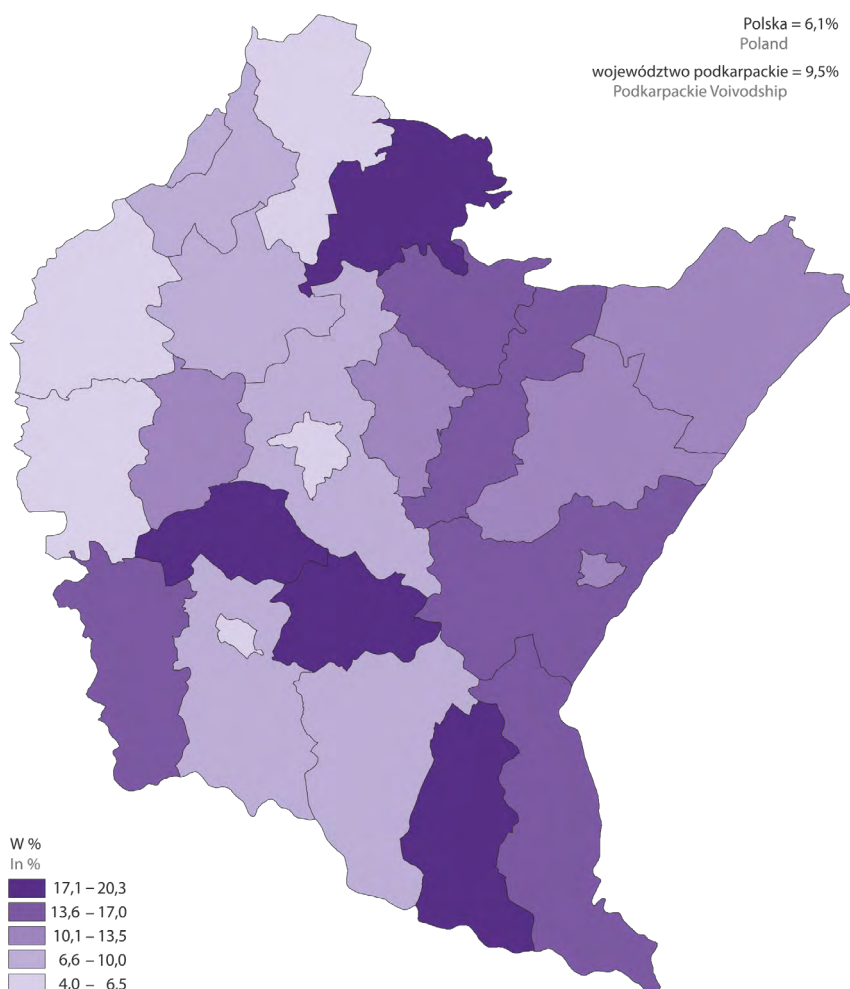 Polska = 6,1%
Poland
województwo podkarpackie = 9,5%
Podkarpackie Voivodship
W %
In %
17,1 – 20,3
13,6 – 17,0
10,1 – 13,5
6,6 – 10,0
4,0 – 6,5